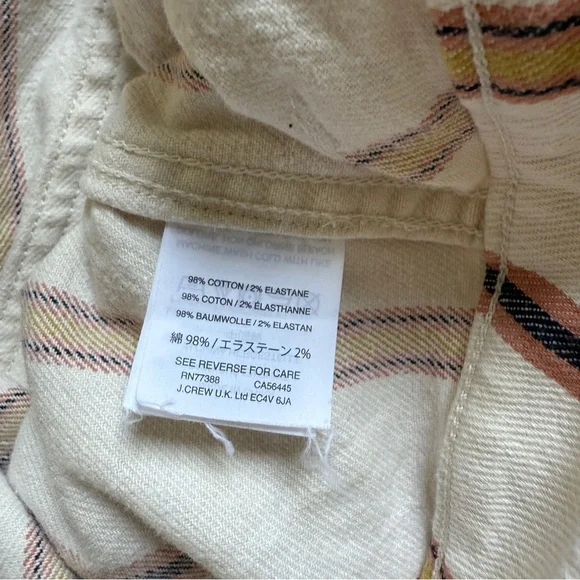 98% COTTON / 2% ELASTANE
98% COTON / 2% ELASTHANNE
98% BAUMWOLLE / 2% ELASTAN
綿 98% / エラステーン 2%
SEE REVERSE FOR CARE
RN77388 CA56445
J.CREW U.K. Ltd EC4V 6JA